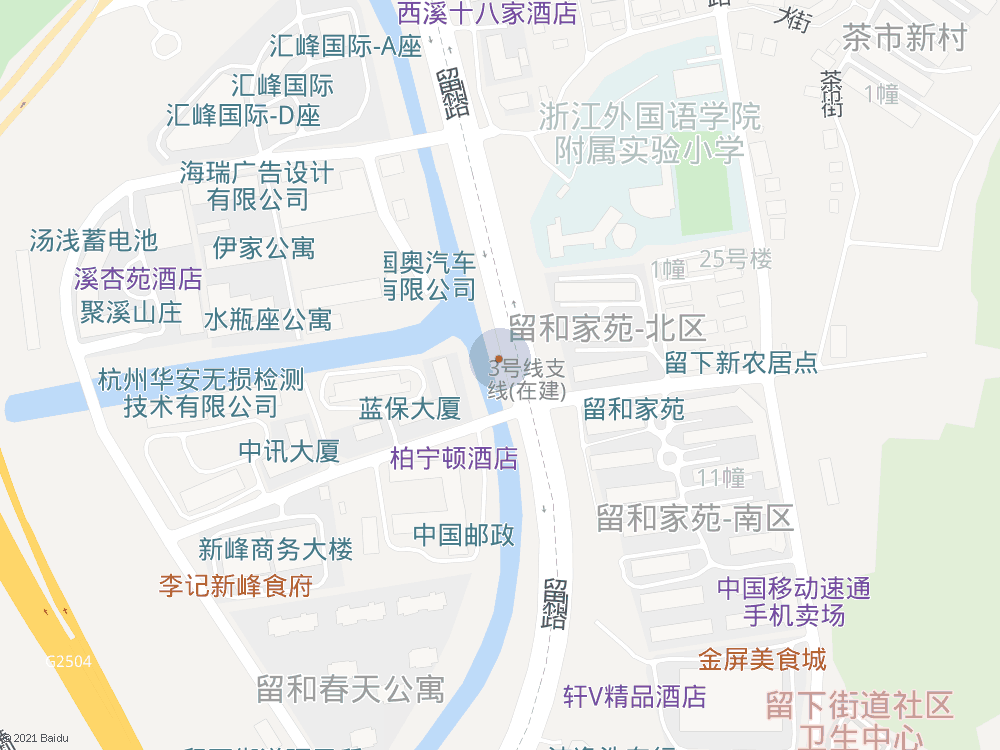 西溪十八家酒店
路
大街
茶市新村
汇峰国际-A座
留和路
茶市街
汇峰国际
1幢
汇峰国际-D座
浙江外国语学院
附属实验小学
海瑞广告设计
有限公司
汤浅蓄电池
伊家公寓
国奥汽车
有限公司
1幢
25号楼
溪杏苑酒店
聚溪山庄
水瓶座公寓
留和家苑-北区
3号线支
线(在建)
留下新农居点
杭州华安无损检测
技术有限公司
蓝保大厦
留和家苑
中讯大厦
柏宁顿酒店
11幢
留和家苑-南区
中国邮政
新峰商务大楼
李记新峰食府
留和路
中国移动速通
手机卖场
G2504
金屏美食城
留和春天公寓
轩V精品酒店
留下街道社区
卫生中心
© 2021 Baidu